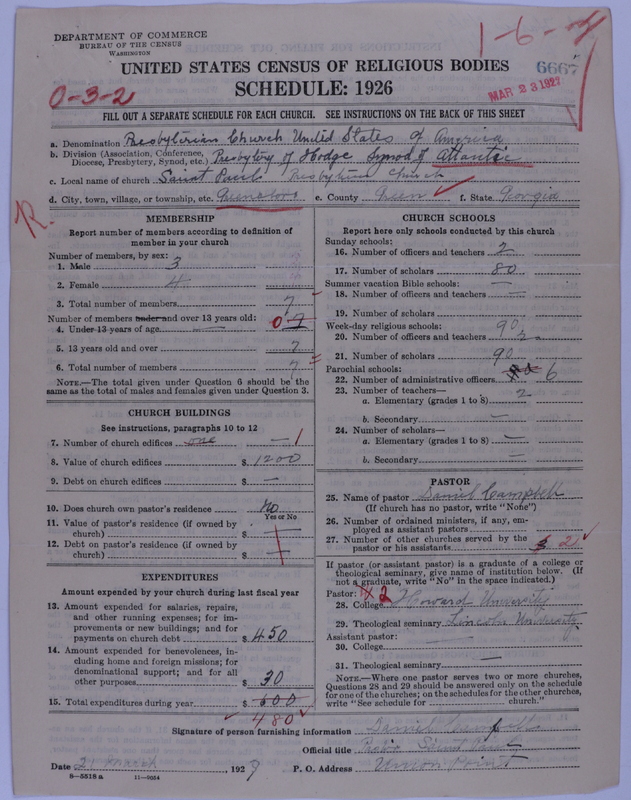 DEPARTMENT OF COMMERCE
BUREAU OF THE CENSUS
WASHINGTON
1-6-
6667
UNITED STATES CENSUS OF RELIGIOUS BODIES
MAR 23 1927
SCHEDULE: 1926
0-3-2
FILL OUT A SEPARATE SCHEDULE FOR EACH CHURCH. SEE INSTRUCTIONS ON THE BACK OF THIS SHEET
a. Denomination Presbyterian Church United States of America
b. Division (Association, Conference, Diocese, Presbytery, Synod, etc.) Presbytery of Hodge Synod of Atlantic
c. Local name of church Saint Paul Presbyterian Church
d. City, town, village, or township, etc. Greensboro e. County Green f. State Georgia
R
MEMBERSHIP
Report number of members according to definition of
member in your church
Number of members, by sex:
1. Male 3
2. Female 4
3. Total number of members 7
Number of members under and over 13 years old:
4. Under 13 years of age 0 7
5. 13 years old and over 7
6. Total number of members 7
NOTE.—The total given under Question 6 should be the
same as the total of males and females given under Question 3.
CHURCH BUILDINGS
See instructions, paragraphs 10 to 12
7. Number of church edifices one — 1
8. Value of church edifices $ 1200
9. Debt on church edifices $ —
10. Does church own pastor's residence No
Yes or No
11. Value of pastor's residence (if owned by
church) $ —
12. Debt on pastor's residence (if owned by
church) $ —
EXPENDITURES
Amount expended by your church during last fiscal year
13. Amount expended for salaries, repairs,
and other running expenses; for im-
provements or new buildings; and for
payments on church debt $ 450
14. Amount expended for benevolences, in-
cluding home and foreign missions; for
denominational support; and for all
other purposes $ 30
15. Total expenditures during year $ 600
480
CHURCH SCHOOLS
Report here only schools conducted by this church
Sunday schools:
16. Number of officers and teachers 2
17. Number of scholars 80
Summer vacation Bible schools:
18. Number of officers and teachers —
19. Number of scholars —
Week-day religious schools: 90
20. Number of officers and teachers 2
21. Number of scholars 90
Parochial schools:
22. Number of administrative officers 6
23. Number of teachers—
a. Elementary (grades 1 to 8) 2
b. Secondary —
24. Number of scholars—
a. Elementary (grades 1 to 8) —
b. Secondary —
PASTOR
25. Name of pastor Daniel Campbell
(If church has no pastor, write "None")
26. Number of ordained ministers, if any, em-
ployed as assistant pastors
27. Number of other churches served by the
pastor or his assistants 3 2
If pastor (or assistant pastor) is a graduate of a college or
theological seminary, give name of institution below. (If
not a graduate, write "No" in the space indicated.)
Pastor: 2
28. College Howard University
29. Theological seminary Lincoln University
Assistant pastor:
30. College —
31. Theological seminary —
NOTE.—Where one pastor serves two or more churches,
Questions 28 and 29 should be answered only on the schedule
for one of the churches; on the schedules for the other churches,
write "See schedule for church.)
Signature of person furnishing information Daniel Campbell
Official title Pastor Saint Paul
Date 21 March, 1927 P. O. Address Union Point
8—5518 a 11—9054